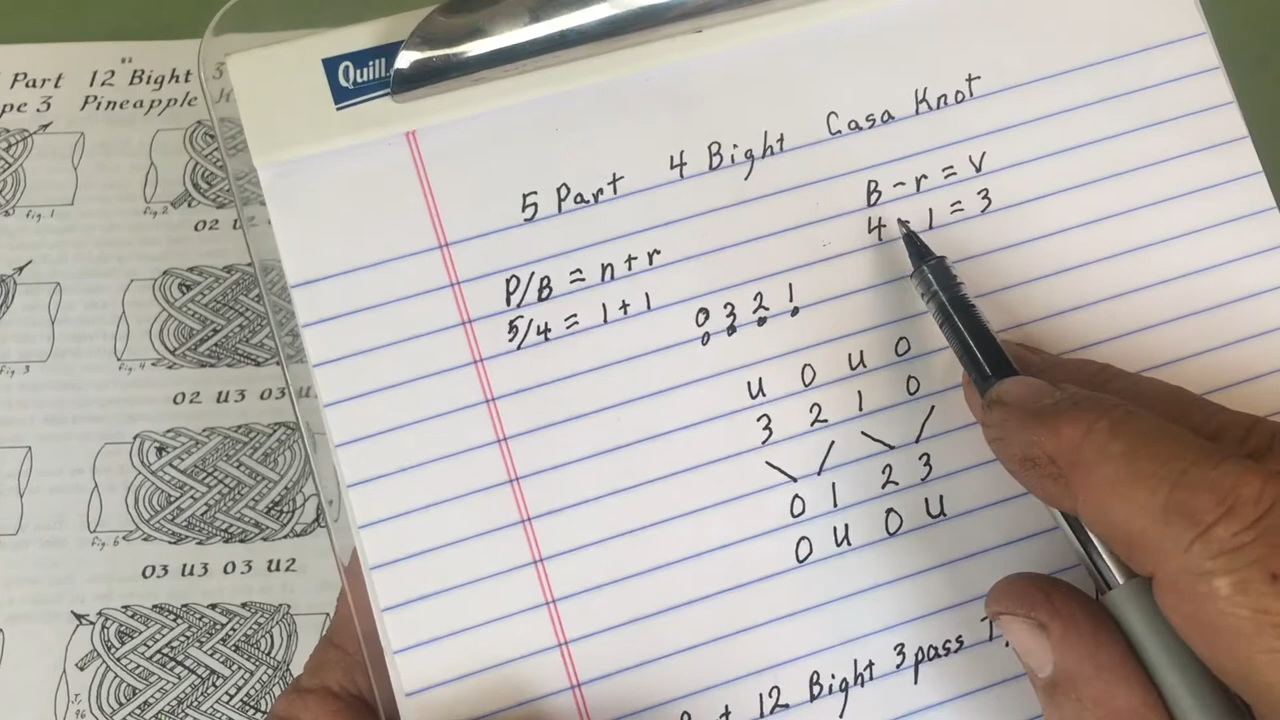 Part 12 Bight 3
pe 3 Pineapple
fig. 1
fig. 2
O2
fig 3
fig. 4
O2 U3 O3 U
fig. 6
O3 U3 O3 U2
Quill.
5 Part 4 Bight Casa Knot
B - r = V
4 - 1 = 3
P/B = n + r
5/4 = 1 + 1
0 3 2 1
U O U O
3 2 1 0
\ / \ /
0 1 2 3
O U O U
12 Bight 3 pass